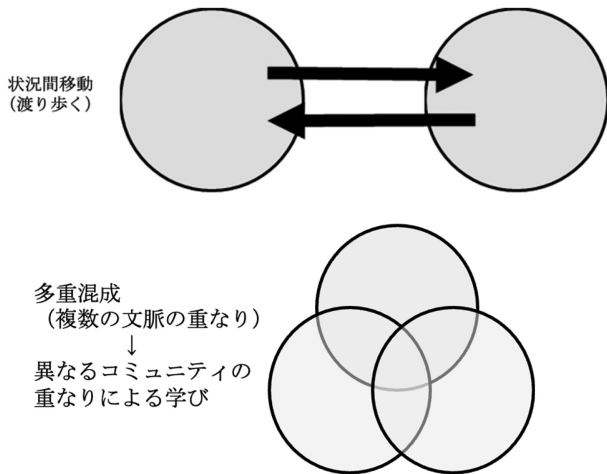 状況間移動
（渡り歩く）
多重混成
（複数の文脈の重なり）
↓
異なるコミュニティの
重なりによる学び